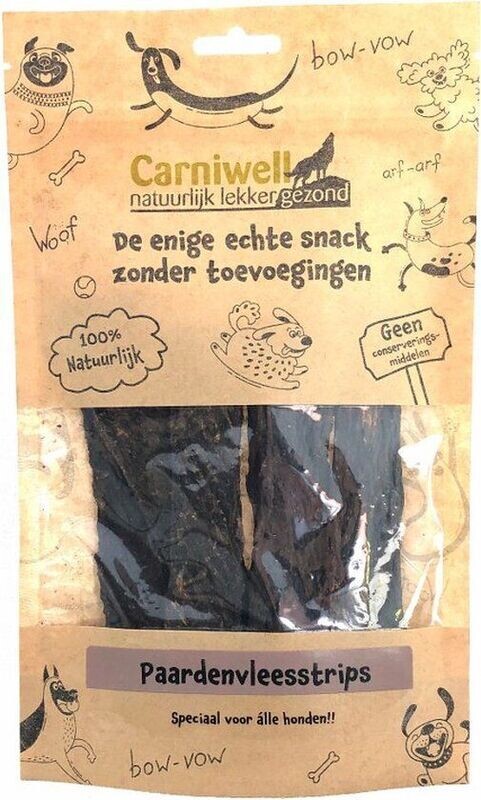 bow-vow
Carniwell
natuurlijk lekker gezond
arf-arf
Woof
De enige echte snack
zonder toevoegingen
100%
Natuurlijk
Geen
conserverings-
middelen
Paardenvleesstrips
Speciaal voor álle honden!!
bow-vow